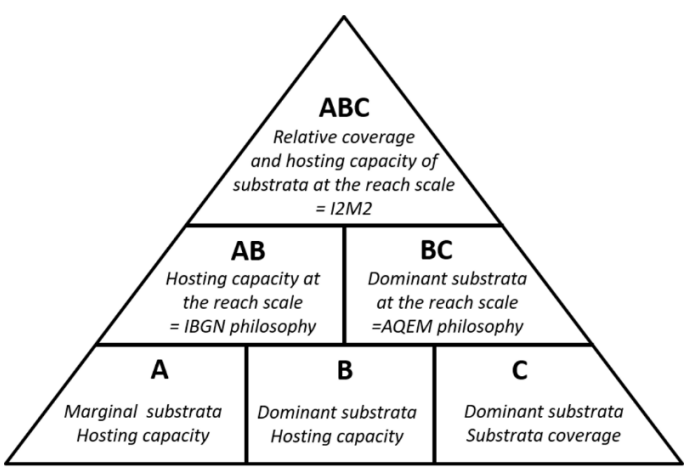 ABC
Relative coverage
and hosting capacity of
substrata at the reach scale
= I2M2
AB
Hosting capacity at
the reach scale
= IBGN philosophy
BC
Dominant substrata
at the reach scale
=AQEM philosophy
A
Marginal substrata
Hosting capacity
B
Dominant substrata
Hosting capacity
C
Dominant substrata
Substrata coverage